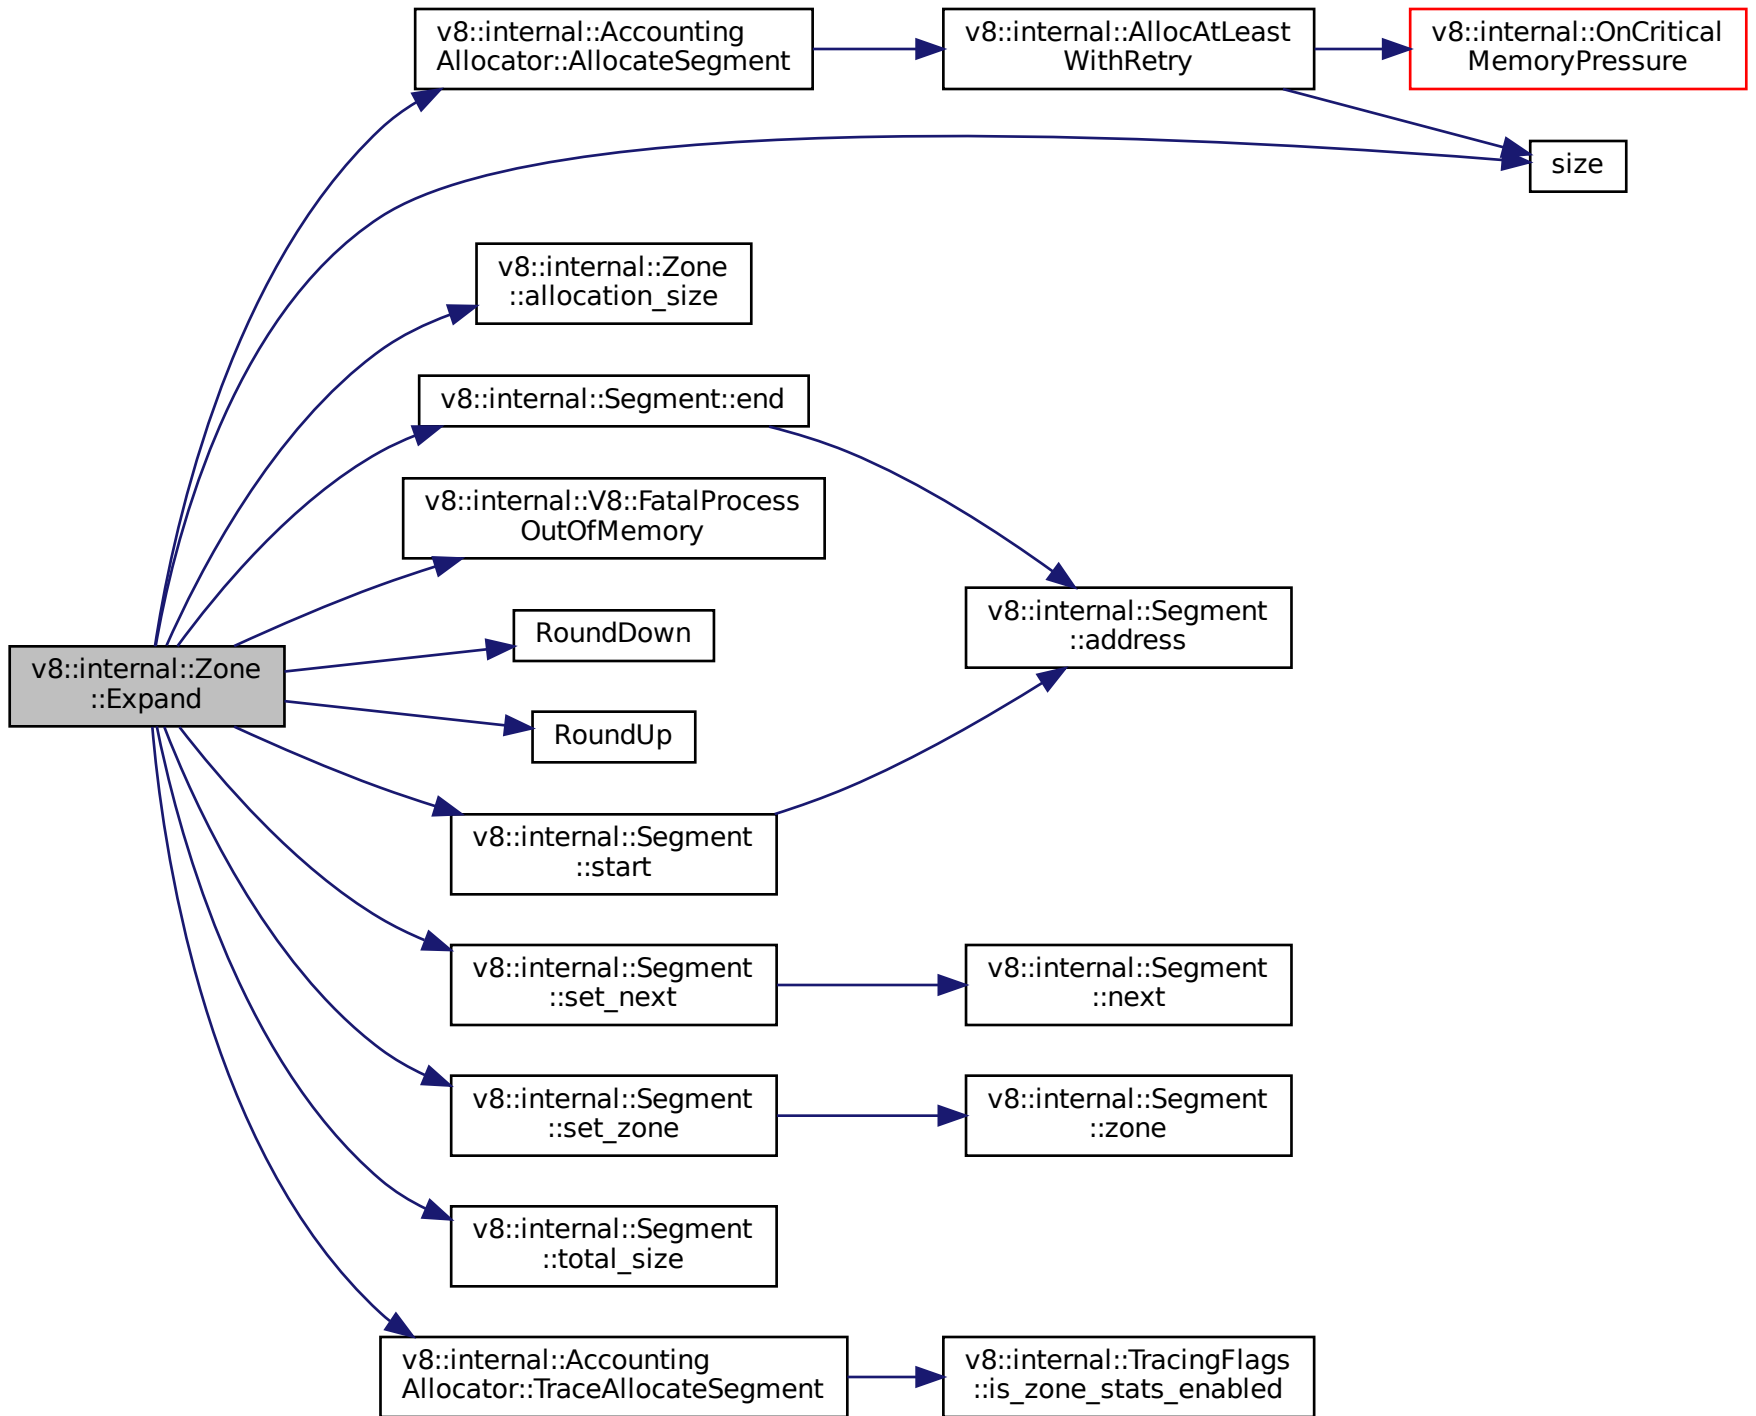 v8::internal::Accounting
Allocator::AllocateSegment
v8::internal::AllocAtLeast
WithRetry
v8::internal::OnCritical
MemoryPressure
size
v8::internal::Zone
::allocation_size
v8::internal::Segment::end
v8::internal::V8::FatalProcess
OutOfMemory
v8::internal::Segment
::address
RoundDown
v8::internal::Zone
::Expand
RoundUp
v8::internal::Segment
::start
v8::internal::Segment
::set_next
v8::internal::Segment
::next
v8::internal::Segment
::set_zone
v8::internal::Segment
::zone
v8::internal::Segment
::total_size
v8::internal::Accounting
Allocator::TraceAllocateSegment
v8::internal::TracingFlags
::is_zone_stats_enabled